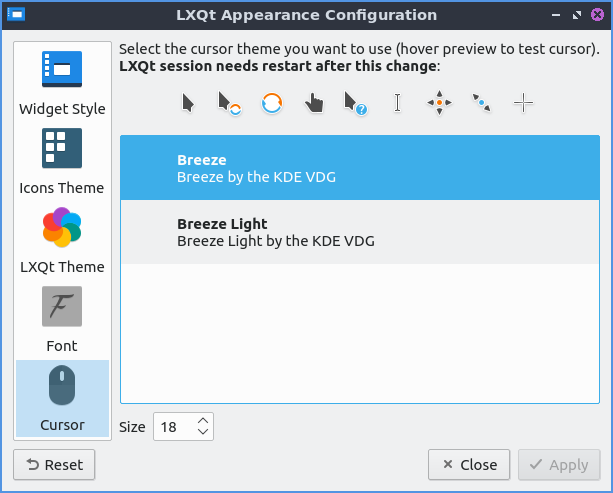 LXQt Appearance Configuration
Widget Style
Icons Theme
LXQt Theme
Font
Cursor
Select the cursor theme you want to use (hover preview to test cursor).
LXQt session needs restart after this change:
Breeze
Breeze by the KDE VDG
Breeze Light
Breeze Light by the KDE VDG
Size 18
Reset
Close
Apply